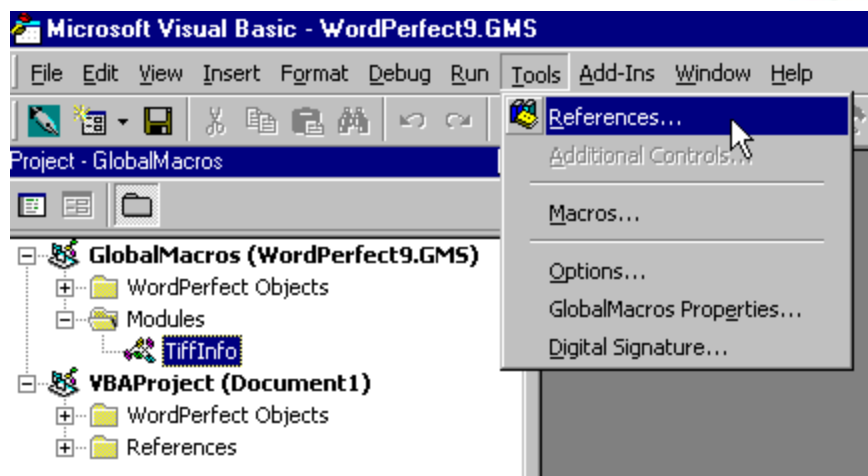 Microsoft Visual Basic - WordPerfect9.GMS
File Edit View Insert Format Debug Run Tools Add-Ins Window Help
References...
Project - GlobalMacros
Additional Controls...
Macros...
GlobalMacros (WordPerfect9.GMS)
WordPerfect Objects
Options...
Modules
GlobalMacros Properties...
TiffInfo
Digital Signature...
VBAProject (Document1)
WordPerfect Objects
References